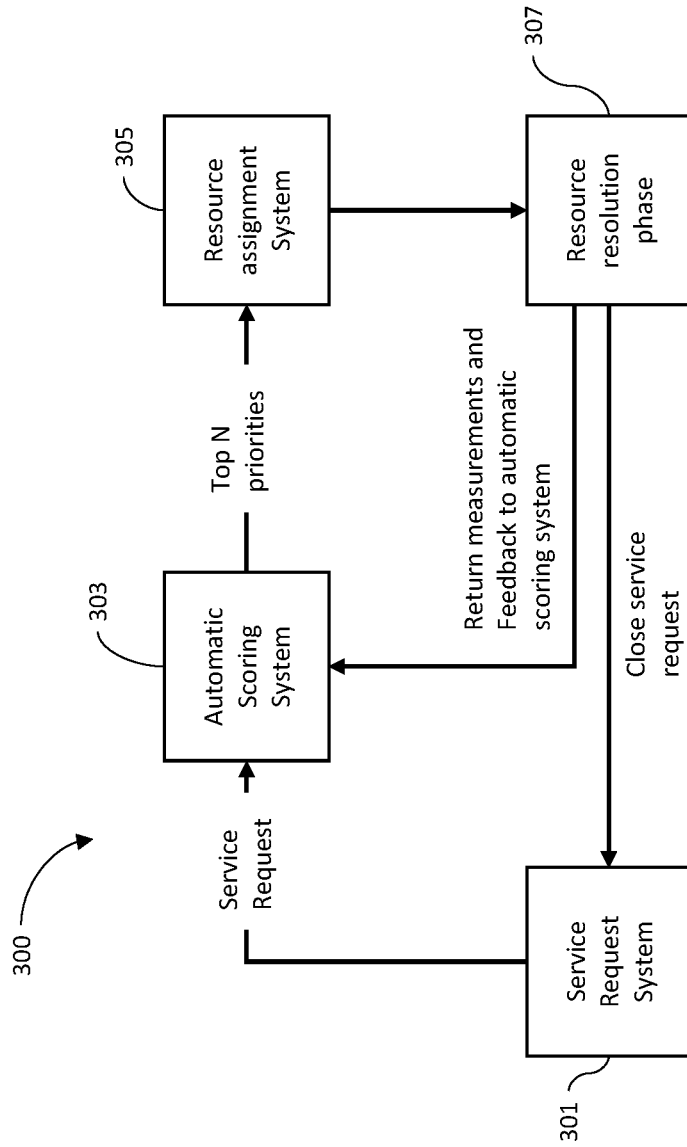 300
303
Automatic
Scoring
System
305
Resource
assignment
System
Service
Request
Top N
priorities
Return measurements and
Feedback to automatic
scoring system
Close service
request
301
Service
Request
System
307
Resource
resolution
phase